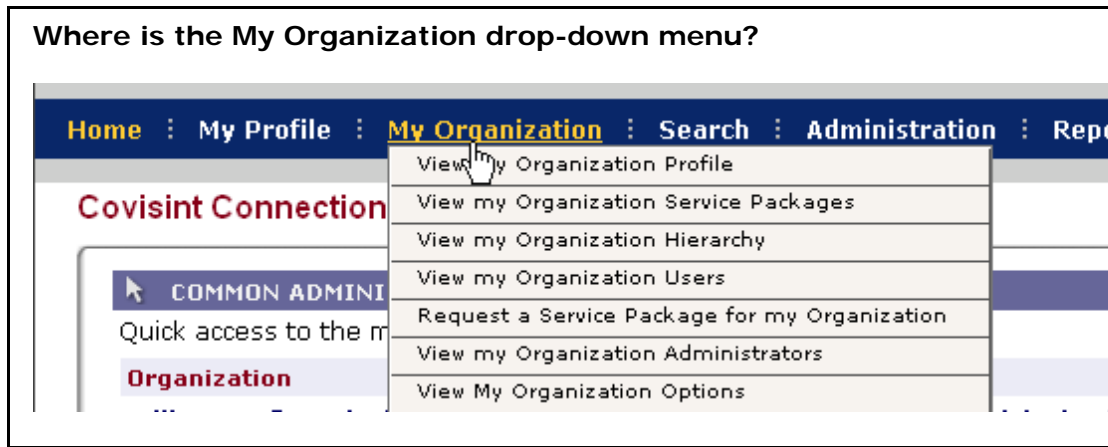 Where is the My Organization drop-down menu?
Home My Profile My Organization Search Administration Repo
View my Organization Profile
Covisint Connection
View my Organization Service Packages
View my Organization Hierarchy
View my Organization Users
COMMON ADMINI
Request a Service Package for my Organization
Quick access to the m
View my Organization Administrators
Organization
View My Organization Options